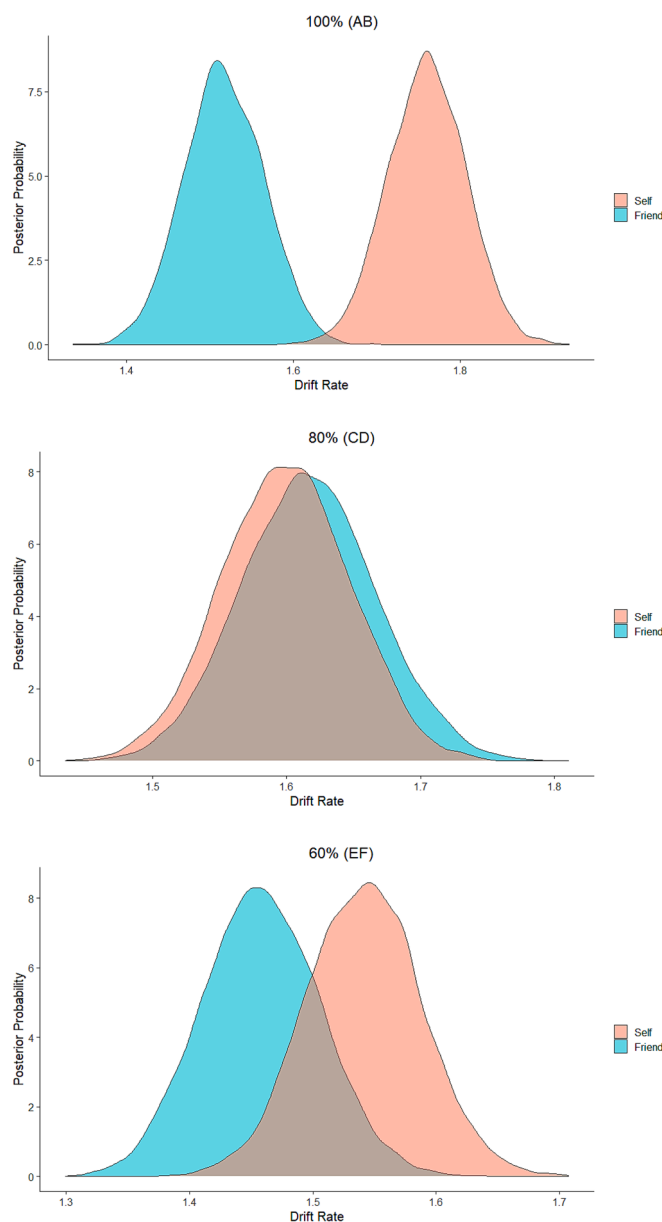 100% (AB)
7.5
5.0
2.5
0.0
Posterior Probability
1.4
1.6
1.8
Drift Rate
Self
Friend
80% (CD)
8
6
4
2
0
Posterior Probability
1.5
1.6
1.7
1.8
Drift Rate
Self
Friend
60% (EF)
8
6
4
2
0
Posterior Probability
1.3
1.4
1.5
1.6
1.7
Drift Rate
Self
Friend